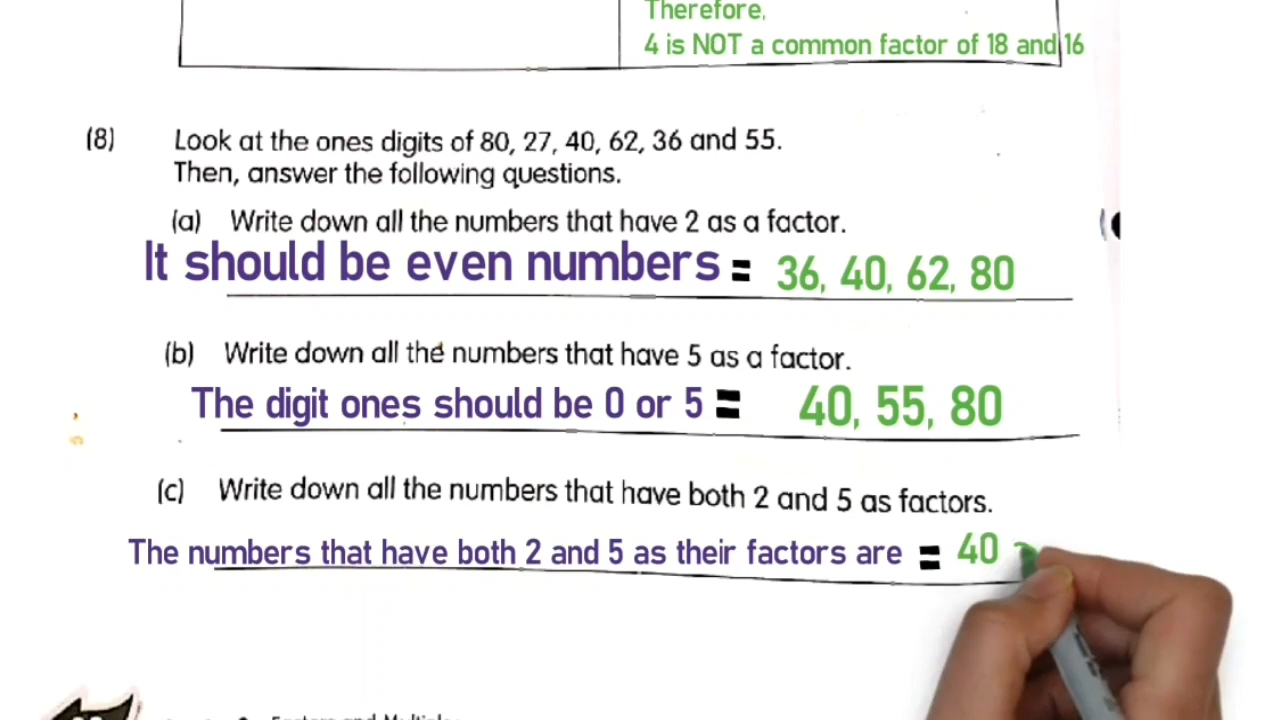 Therefore,
4 is NOT a common factor of 18 and 16
(8) Look at the ones digits of 80, 27, 40, 62, 36 and 55.
Then, answer the following questions.
(a) Write down all the numbers that have 2 as a factor.
It should be even numbers = 36, 40, 62, 80
(b) Write down all the numbers that have 5 as a factor.
The digit ones should be 0 or 5 = 40, 55, 80
(c) Write down all the numbers that have both 2 and 5 as factors.
The numbers that have both 2 and 5 as their factors are = 40
Factors and Multiples